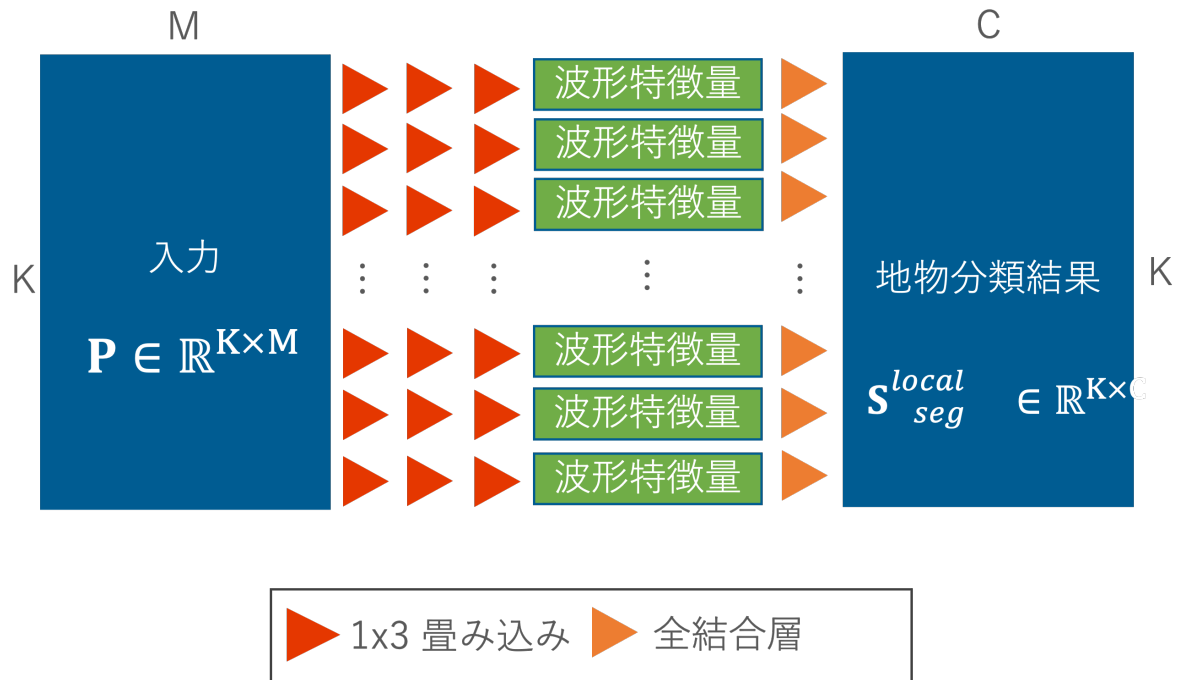 M
C
波形特徴量
波形特徴量
波形特徴量
入力
K
⋮ ⋮ ⋮ ⋮ ⋮
地物分類結果
K
P ∈ ℝ^{K×M}
波形特徴量
S^{local}_{seg} ∈ ℝ^{K×C}
波形特徴量
波形特徴量
1x3 畳み込み 全結合層